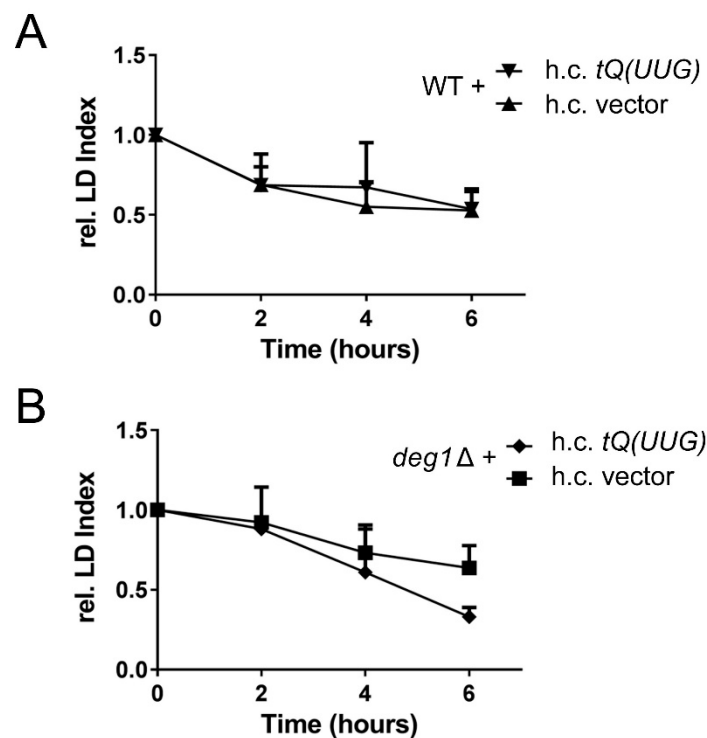 A
1.5
1.0
0.5
0.0
rel. LD Index
0 2 4 6
Time (hours)
WT +
h.c. tQ(UUG)
h.c. vector
B
1.5
1.0
0.5
0.0
rel. LD Index
0 2 4 6
Time (hours)
deg1Δ +
h.c. tQ(UUG)
h.c. vector